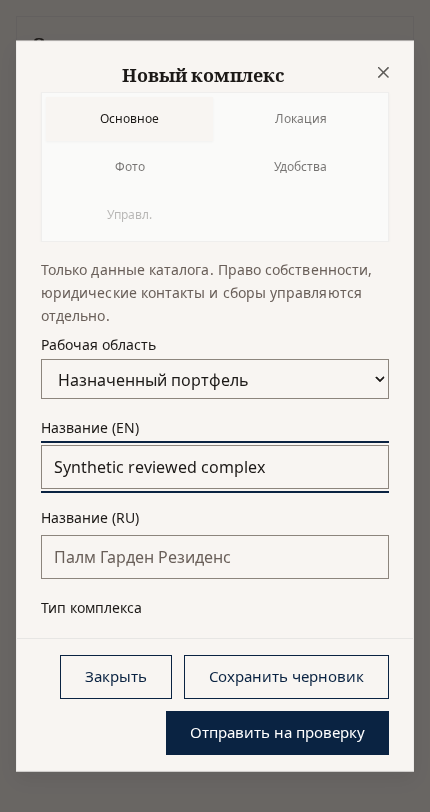 Новый комплекс
Основное
Локация
Фото
Удобства
Управл.
Только данные каталога. Право собственности,
юридические контакты и сборы управляются
отдельно.
Рабочая область
Назначенный портфель
Название (EN)
Synthetic reviewed complex
Название (RU)
Палм Гарден Резиденс
Тип комплекса
Закрыть
Сохранить черновик
Отправить на проверку